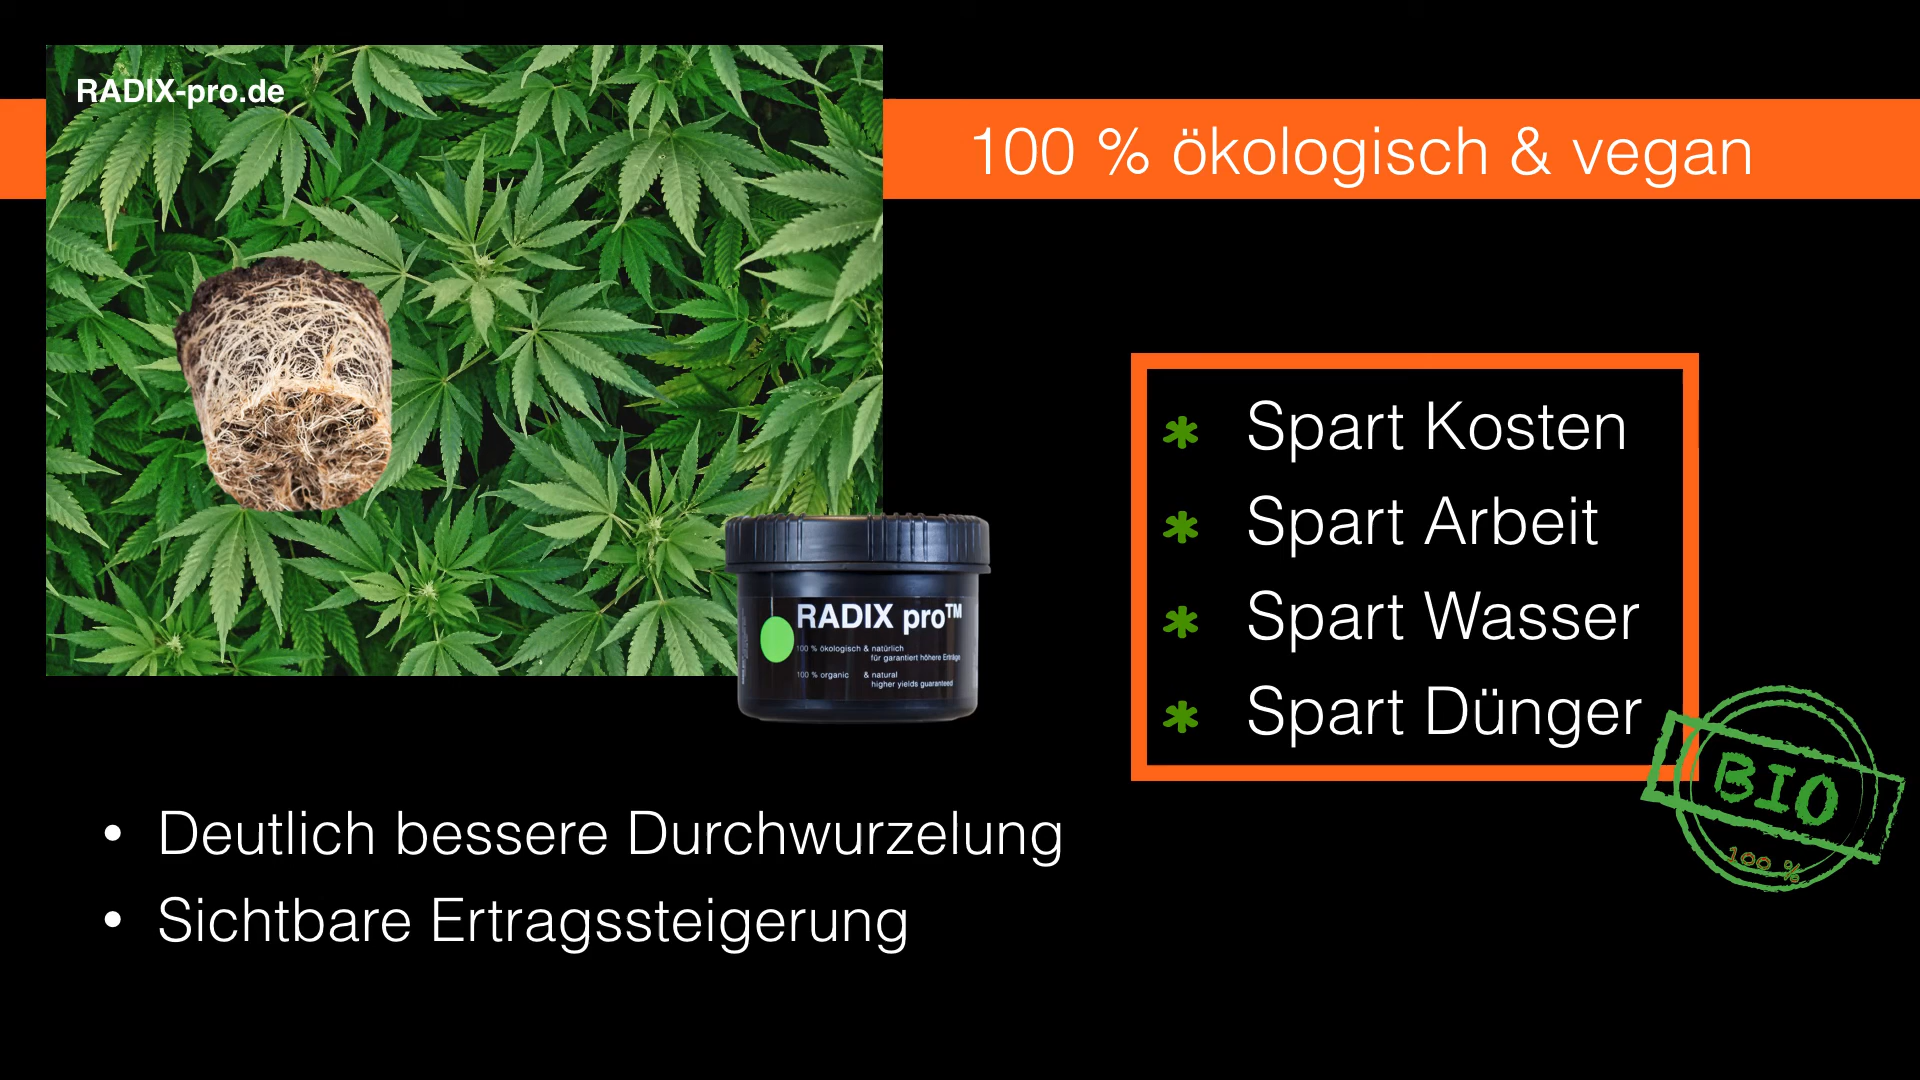 RADIX-pro.de
100 % ökologisch & vegan
* Spart Kosten
* Spart Arbeit
* Spart Wasser
* Spart Dünger
RADIX pro™
100 % ökologisch & natürlich
für garantiert höhere Erträge
100 % organic & natural
higher yields guaranteed
BIO
100 %
• Deutlich bessere Durchwurzelung
• Sichtbare Ertragssteigerung